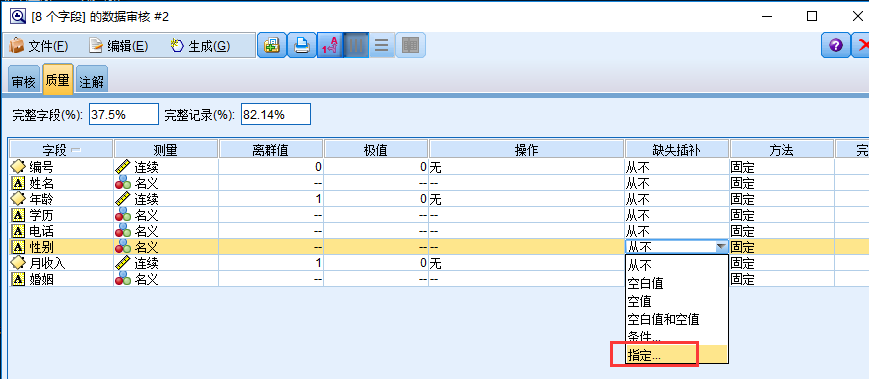 [8 个字段] 的数据审核 #2
文件(F) 编辑(E) 生成(G)
审核 质量 注解
完整字段(%): 37.5% 完整记录(%): 82.14%
字段 测量 离群值 极值 操作 缺失插补 方法 完
编号 连续 0 0 无 从不 固定
姓名 名义 -- -- -- 从不 固定
年龄 连续 1 0 无 从不 固定
学历 名义 -- -- -- 从不 固定
电话 名义 -- -- -- 从不 固定
性别 名义 -- -- -- 从不 固定
月收入 连续 1 0 无 从不 固定
婚姻 名义 -- -- --
空白值
空值
空白值和空值
条件...
指定...